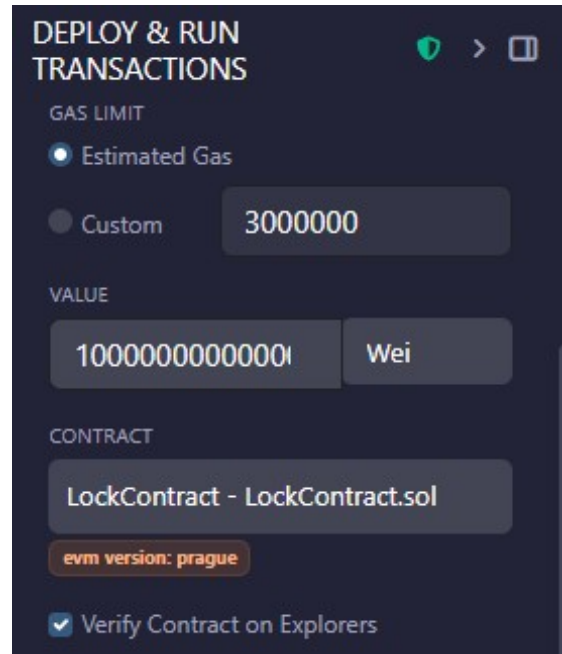 DEPLOY & RUN
TRANSACTIONS
GAS LIMIT
Estimated Gas
Custom 3000000
VALUE
Wei
CONTRACT
LockContract - LockContract.sol
evm version: prague
Verify Contract on Explorers